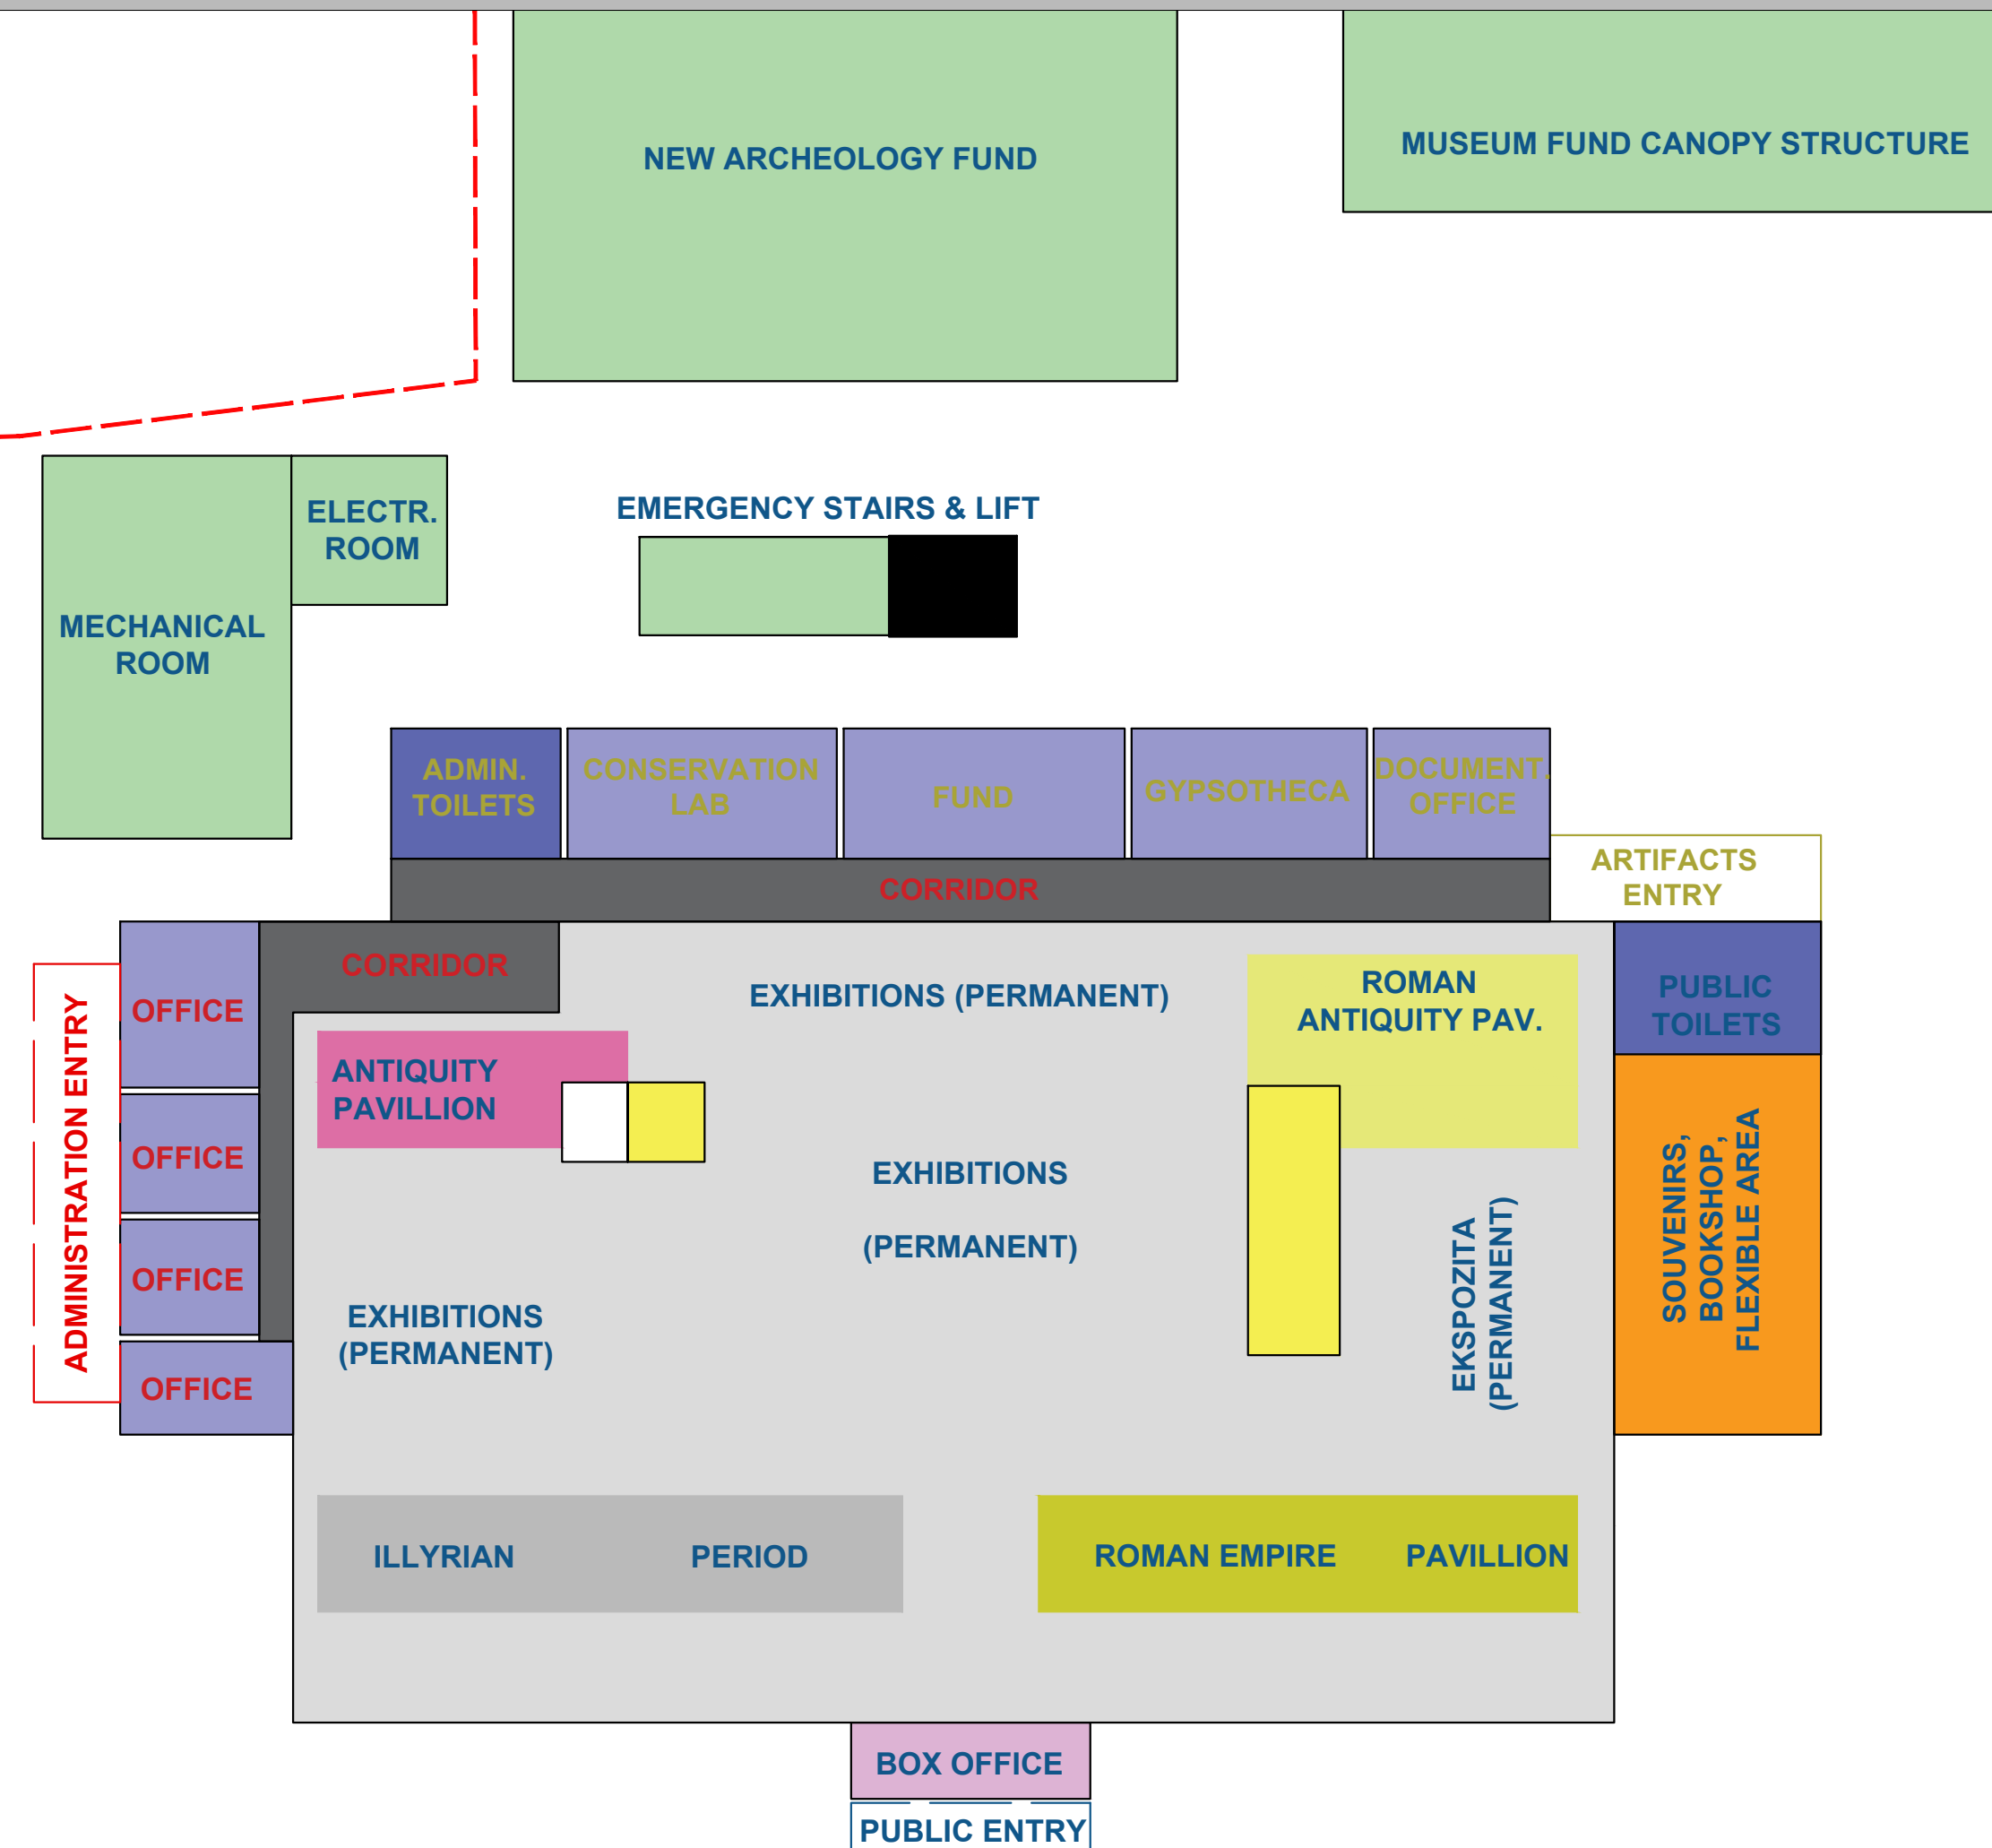 NEW ARCHEOLOGY FUND
MUSEUM FUND CANOPY STRUCTURE
ELECTR.
ROOM
EMERGENCY STAIRS & LIFT
MECHANICAL
ROOM
ADMIN.
TOILETS
CONSERVATION
LAB
FUND
GYPSOTHECA
DOCUMENT.
OFFICE
ARTIFACTS
ENTRY
CORRIDOR
CORRIDOR
EXHIBITIONS (PERMANENT)
ROMAN
ANTIQUITY PAV.
PUBLIC
TOILETS
ADMINISTRATION ENTRY
OFFICE
OFFICE
OFFICE
OFFICE
ANTIQUITY
PAVILLION
EXHIBITIONS
(PERMANENT)
EXHIBITIONS
(PERMANENT)
EKSPOZITA
(PERMANENT)
SOUVENIRS,
BOOKSHOP,
FLEXIBLE AREA
ILLYRIAN PERIOD
ROMAN EMPIRE PAVILLION
BOX OFFICE
PUBLIC ENTRY